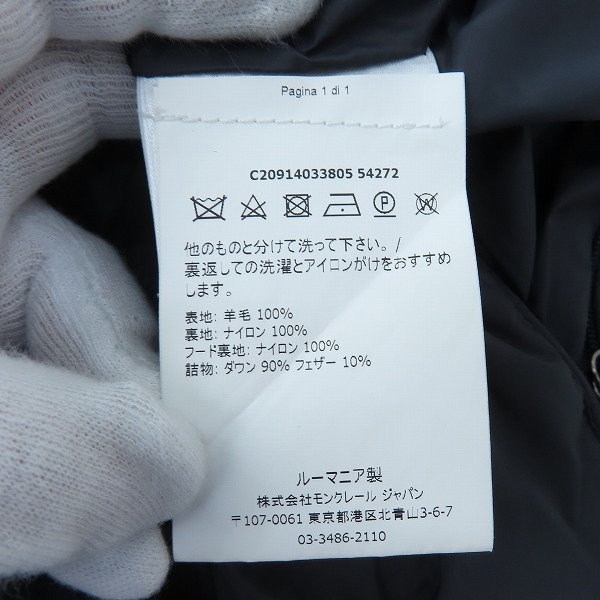 Pagina 1 di 1
C20914033805 54272
P
W
他のものと分けて洗って下さい。/
裏返しての洗濯とアイロンがけをおすすめ
します。
表地: 羊毛 100%
裏地: ナイロン 100%
フード裏地: ナイロン 100%
詰物: ダウン 90% フェザー 10%
ルーマニア製
株式会社モンクレール ジャパン
〒107-0061 東京都港区北青山3-6-7
03-3486-2110